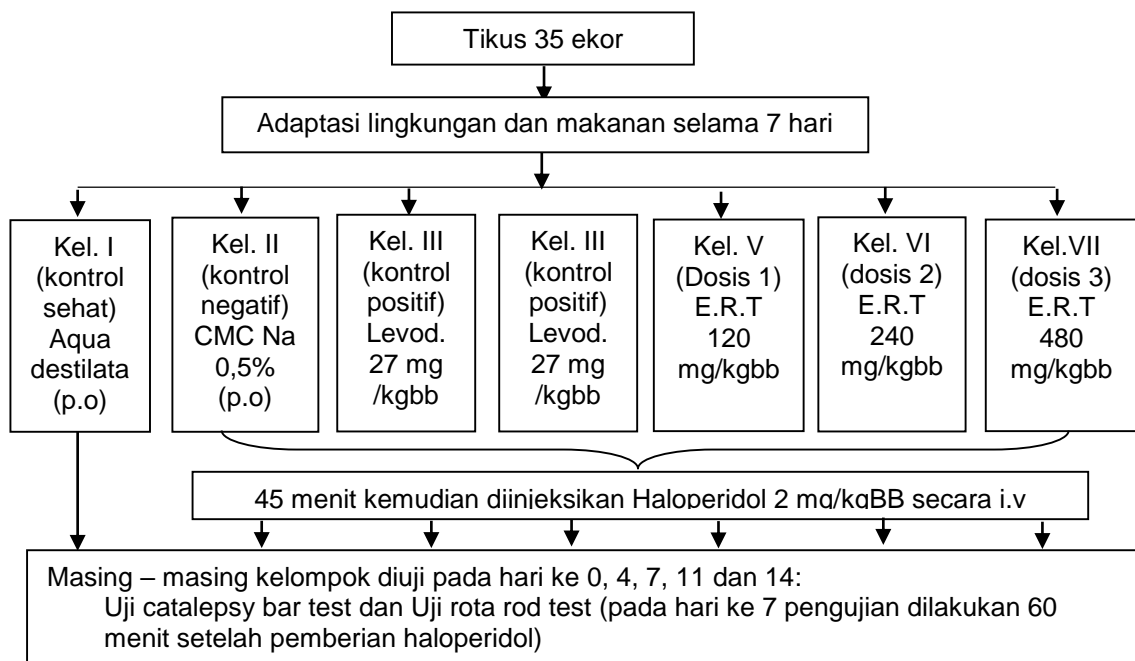 Tikus 35 ekor
Adaptasi lingkungan dan makanan selama 7 hari
Kel. I
(kontrol
sehat)
Aqua
destilata
(p.o)
Kel. II
(kontrol
negatif)
CMC Na
0,5%
(p.o)
Kel. III
(kontrol
positif)
Levod.
27 mg
/kgbb
Kel. III
(kontrol
positif)
Levod.
27 mg
/kgbb
Kel. V
(Dosis 1)
E.R.T
120
mg/kgbb
Kel. VI
(dosis 2)
E.R.T
240
mg/kgbb
Kel.VII
(dosis 3)
E.R.T
480
mg/kgbb
45 menit kemudian diinjeksikan Haloperidol 2 mg/kgBB secara i.v
Masing – masing kelompok diuji pada hari ke 0, 4, 7, 11 dan 14:
Uji catalepsy bar test dan Uji rota rod test (pada hari ke 7 pengujian dilakukan 60
menit setelah pemberian haloperidol)